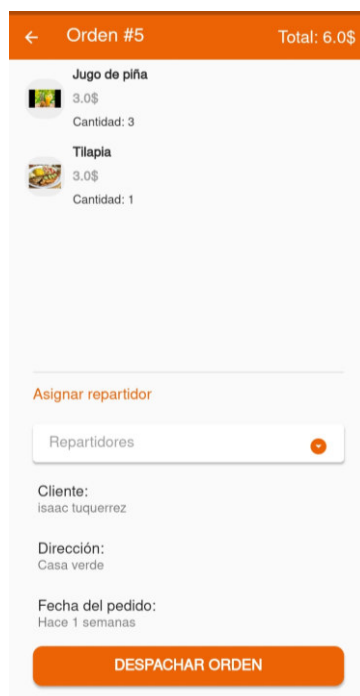 Orden #5
Total: 6.0$
Jugo de piña
3.0$
Cantidad: 3
Tilapia
3.0$
Cantidad: 1
Asignar repartidor
Repartidores
Cliente:
isaac tuquerrez
Dirección:
Casa verde
Fecha del pedido:
Hace 1 semanas
DESPACHAR ORDEN